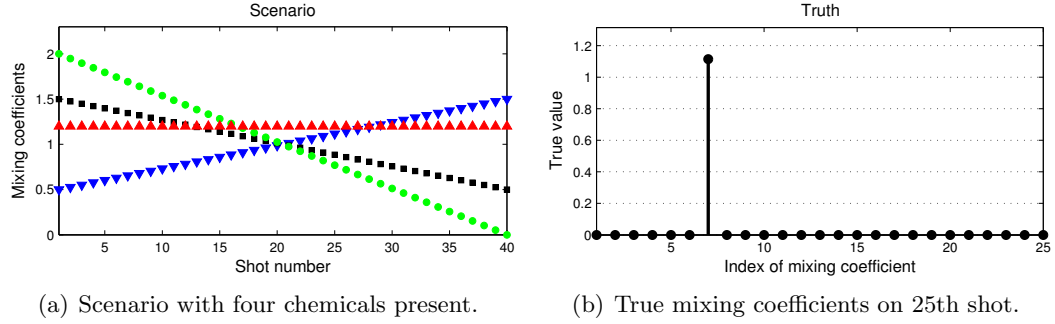 Scenario
Mixing coefficients
2
1.5
1
0.5
0
5 10 15 20 25 30 35 40
Shot number
(a) Scenario with four chemicals present.
Truth
True value
1.2
1
0.8
0.6
0.4
0.2
0
5 10 15 20 25
Index of mixing coefficient
(b) True mixing coefficients on 25th shot.